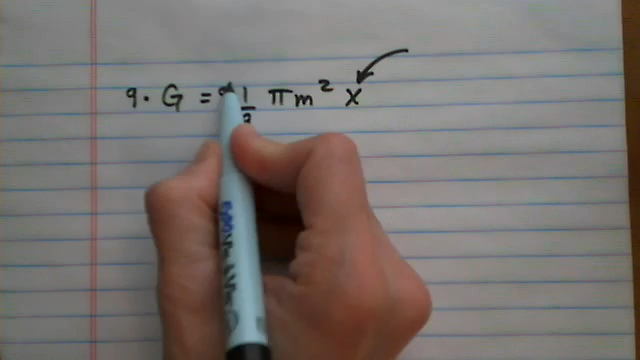 9. G = 1/3 πm² x